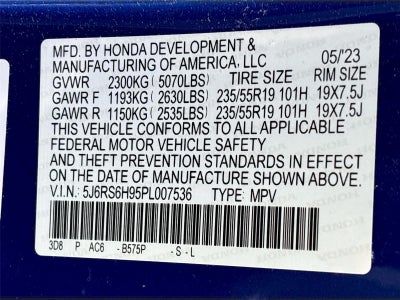 MFD. BY HONDA DEVELOPMENT &
MANUFACTURING OF AMERICA, LLC 05/'23
GVWR 2300KG (5070LBS) TIRE SIZE RIM SIZE
GAWR F 1193KG (2630LBS) 235/55R19 101H 19X7.5J
GAWR R 1150KG (2535LBS) 235/55R19 101H 19X7.5J
THIS VEHICLE CONFORMS TO ALL APPLICABLE
FEDERAL MOTOR VEHICLE SAFETY
AND THEFT PREVENTION STANDARDS IN EFFECT
ON THE DATE OF MANUFACTURE SHOWN ABOVE.
V.I.N.: 5J6RS6H95PL007536 TYPE: MPV
3D8 P AC6 - B575P - S - L